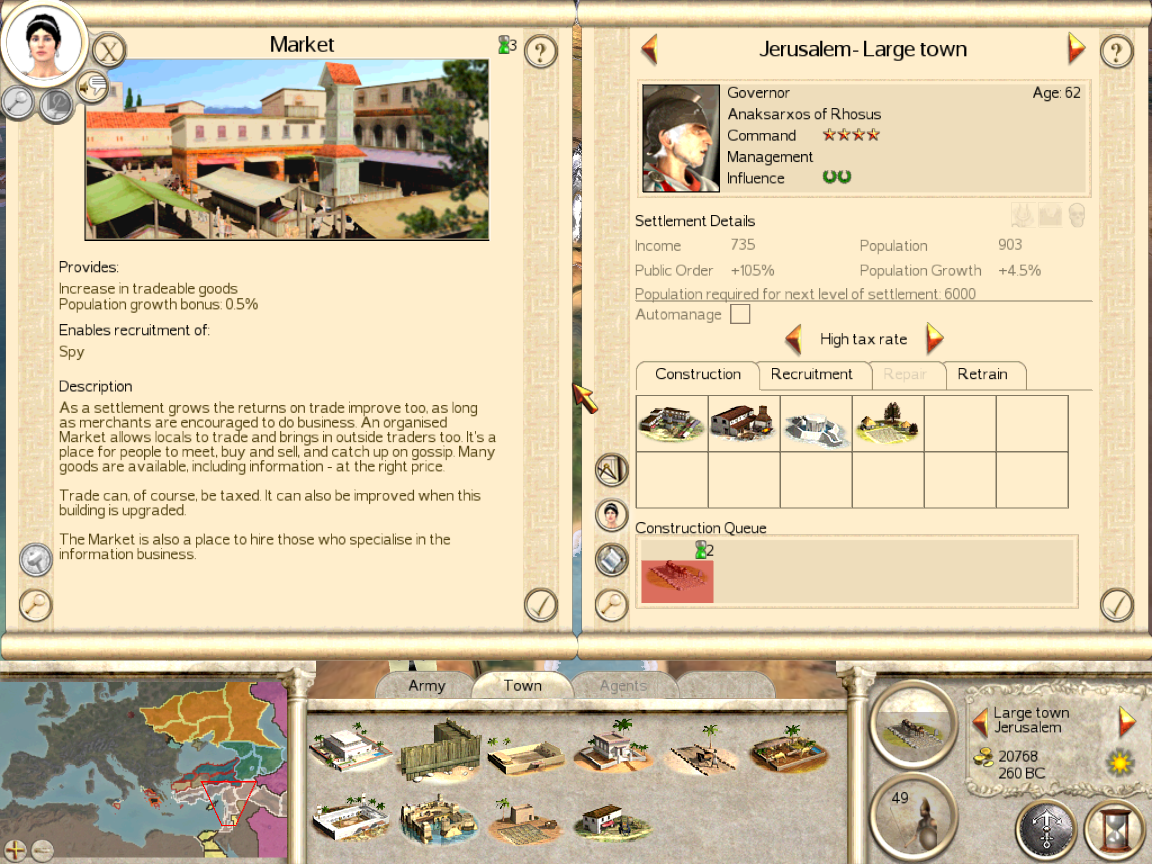 Market
3
?
X
Provides:
Increase in tradeable goods
Population growth bonus: 0.5%
Enables recruitment of:
Spy
Description
As a settlement grows the returns on trade improve too, as long
as merchants are encouraged to do business. An organised
Market allows locals to trade and brings in outside traders too. It's a
place for people to meet, buy and sell, and catch up on gossip. Many
goods are available, including information - at the right price.
Trade can, of course, be taxed. It can also be improved when this
building is upgraded.
The Market is also a place to hire those who specialise in the
information business.
Jerusalem- Large town
?
Governor
Age: 62
Anaksarxos of Rhosus
Command
Management
Influence
Settlement Details
Income 735
Population 903
Public Order +105%
Population Growth +4.5%
Population required for next level of settlement: 6000
Automanage
High tax rate
Construction Recruitment Repair Retrain
Construction Queue
2
Army Town Agents
Large town
Jerusalem
20768
260 BC
49